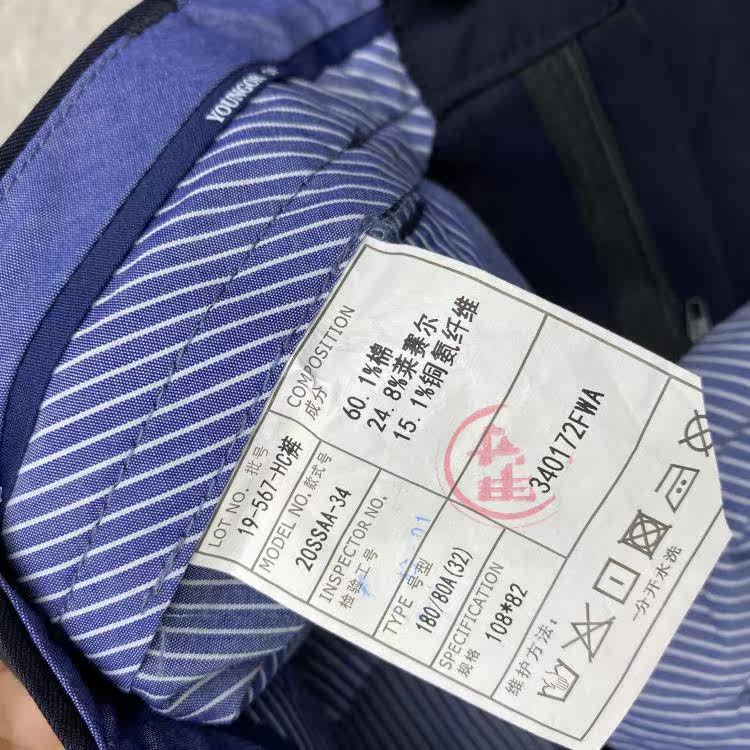 YOUNGOR
COMPOSITION
成分
60.1%棉
24.8%莱赛尔
15.1%铜氨纤维
340172FWA
LOT NO. 批号
19-567-HC裤
MODEL NO. 款式号
20SSAA-34
INSPECTOR NO.
检验工号
TYPE 号型
180/80A(32)
SPECIFICATION
规格
108*82
维护方法:
分开水洗